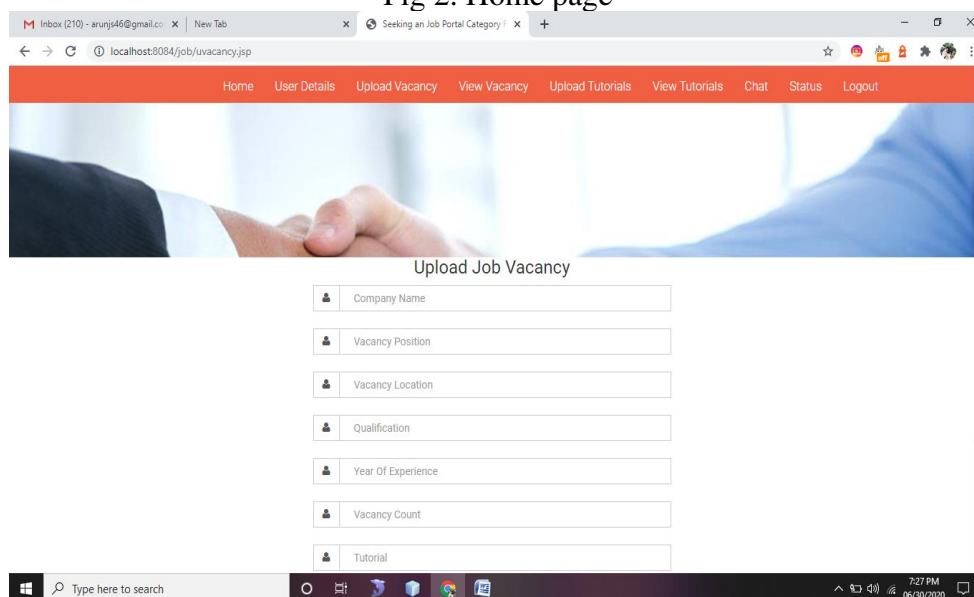 Fig 2: Home page
Inbox (210) - arunjs46@gmail.co
New Tab
Seeking an Job Portal Category F
localhost:8084/job/uvacancy.jsp
off
Home User Details Upload Vacancy View Vacancy Upload Tutorials View Tutorials Chat Status Logout
Upload Job Vacancy
Company Name
Vacancy Position
Vacancy Location
Qualification
Year Of Experience
Vacancy Count
Tutorial
Type here to search
7:27 PM
06/30/2020